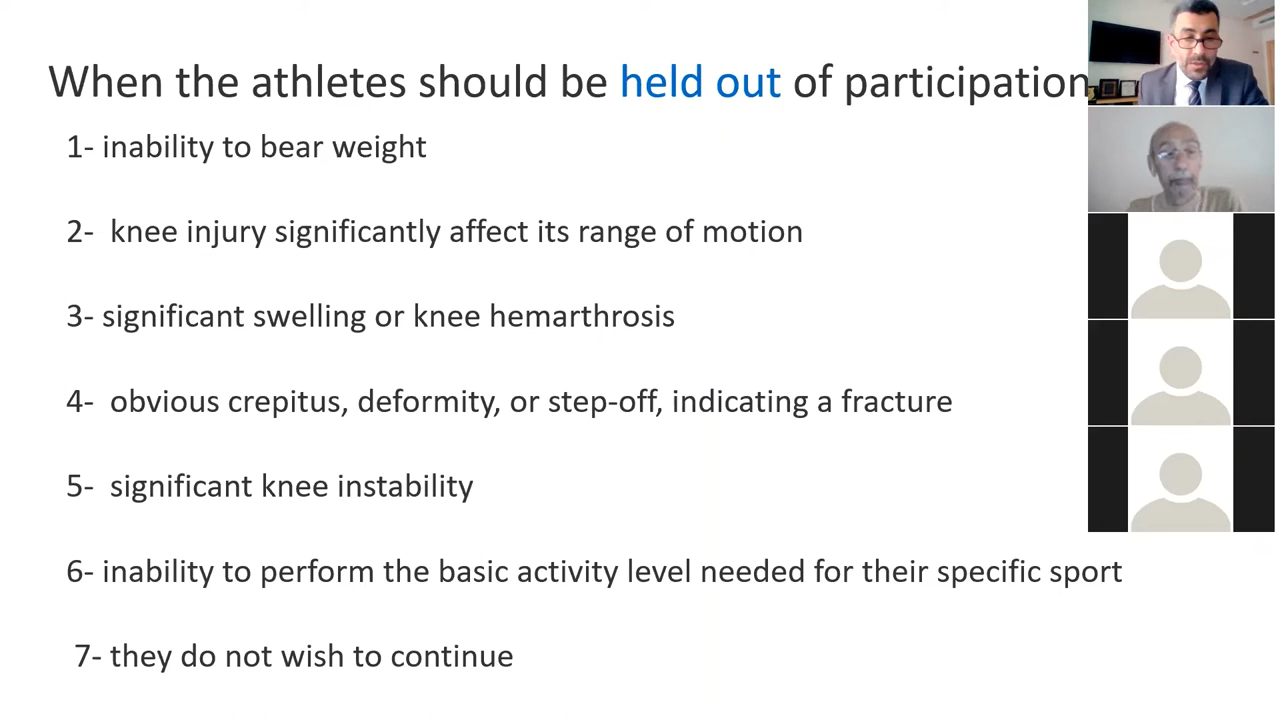 When the athletes should be held out of participation
1- inability to bear weight
2- knee injury significantly affect its range of motion
3- significant swelling or knee hemarthrosis
4- obvious crepitus, deformity, or step-off, indicating a fracture
5- significant knee instability
6- inability to perform the basic activity level needed for their specific sport
7- they do not wish to continue